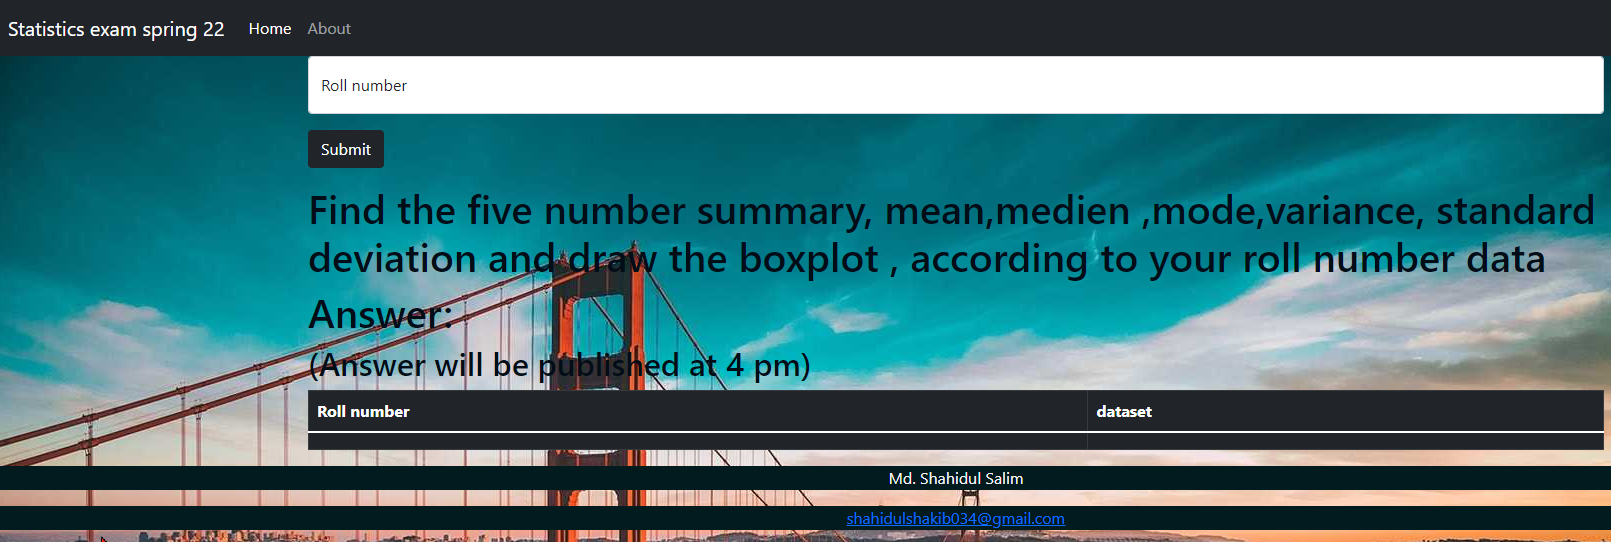 Statistics exam spring 22 Home About
Roll number
Submit
Find the five number summary, mean,medien ,mode,variance, standard
deviation and draw the boxplot , according to your roll number data
Answer:
(Answer will be published at 4 pm)
Roll number dataset
Md. Shahidul Salim
shahidulshakib034@gmail.com